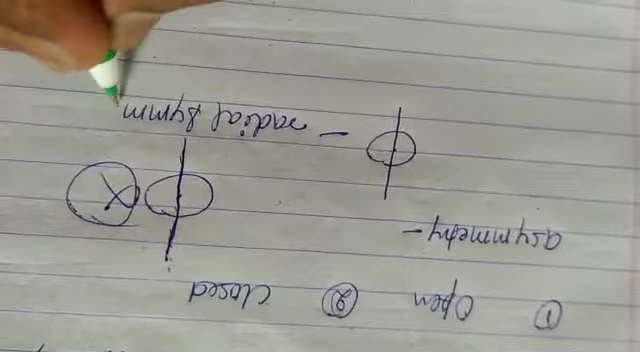 ① Open ② Closed
asymmetry -
- radial symm